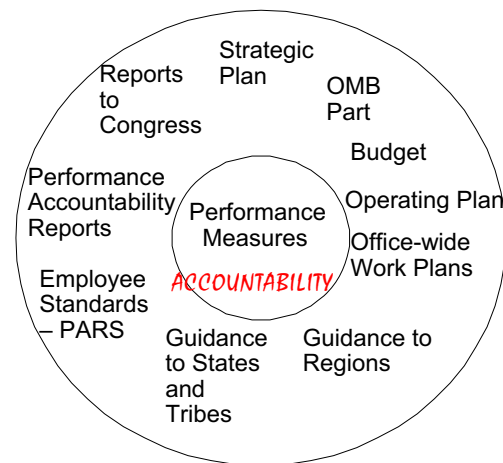 Strategic
Plan
OMB
Part
Budget
Operating Plan
Office-wide
Work Plans
Guidance to
Regions
Guidance
to States
and
Tribes
Employee
Standards
– PARS
Performance
Accountability
Reports
Reports
to
Congress
Performance
Measures
ACCOUNTABILITY